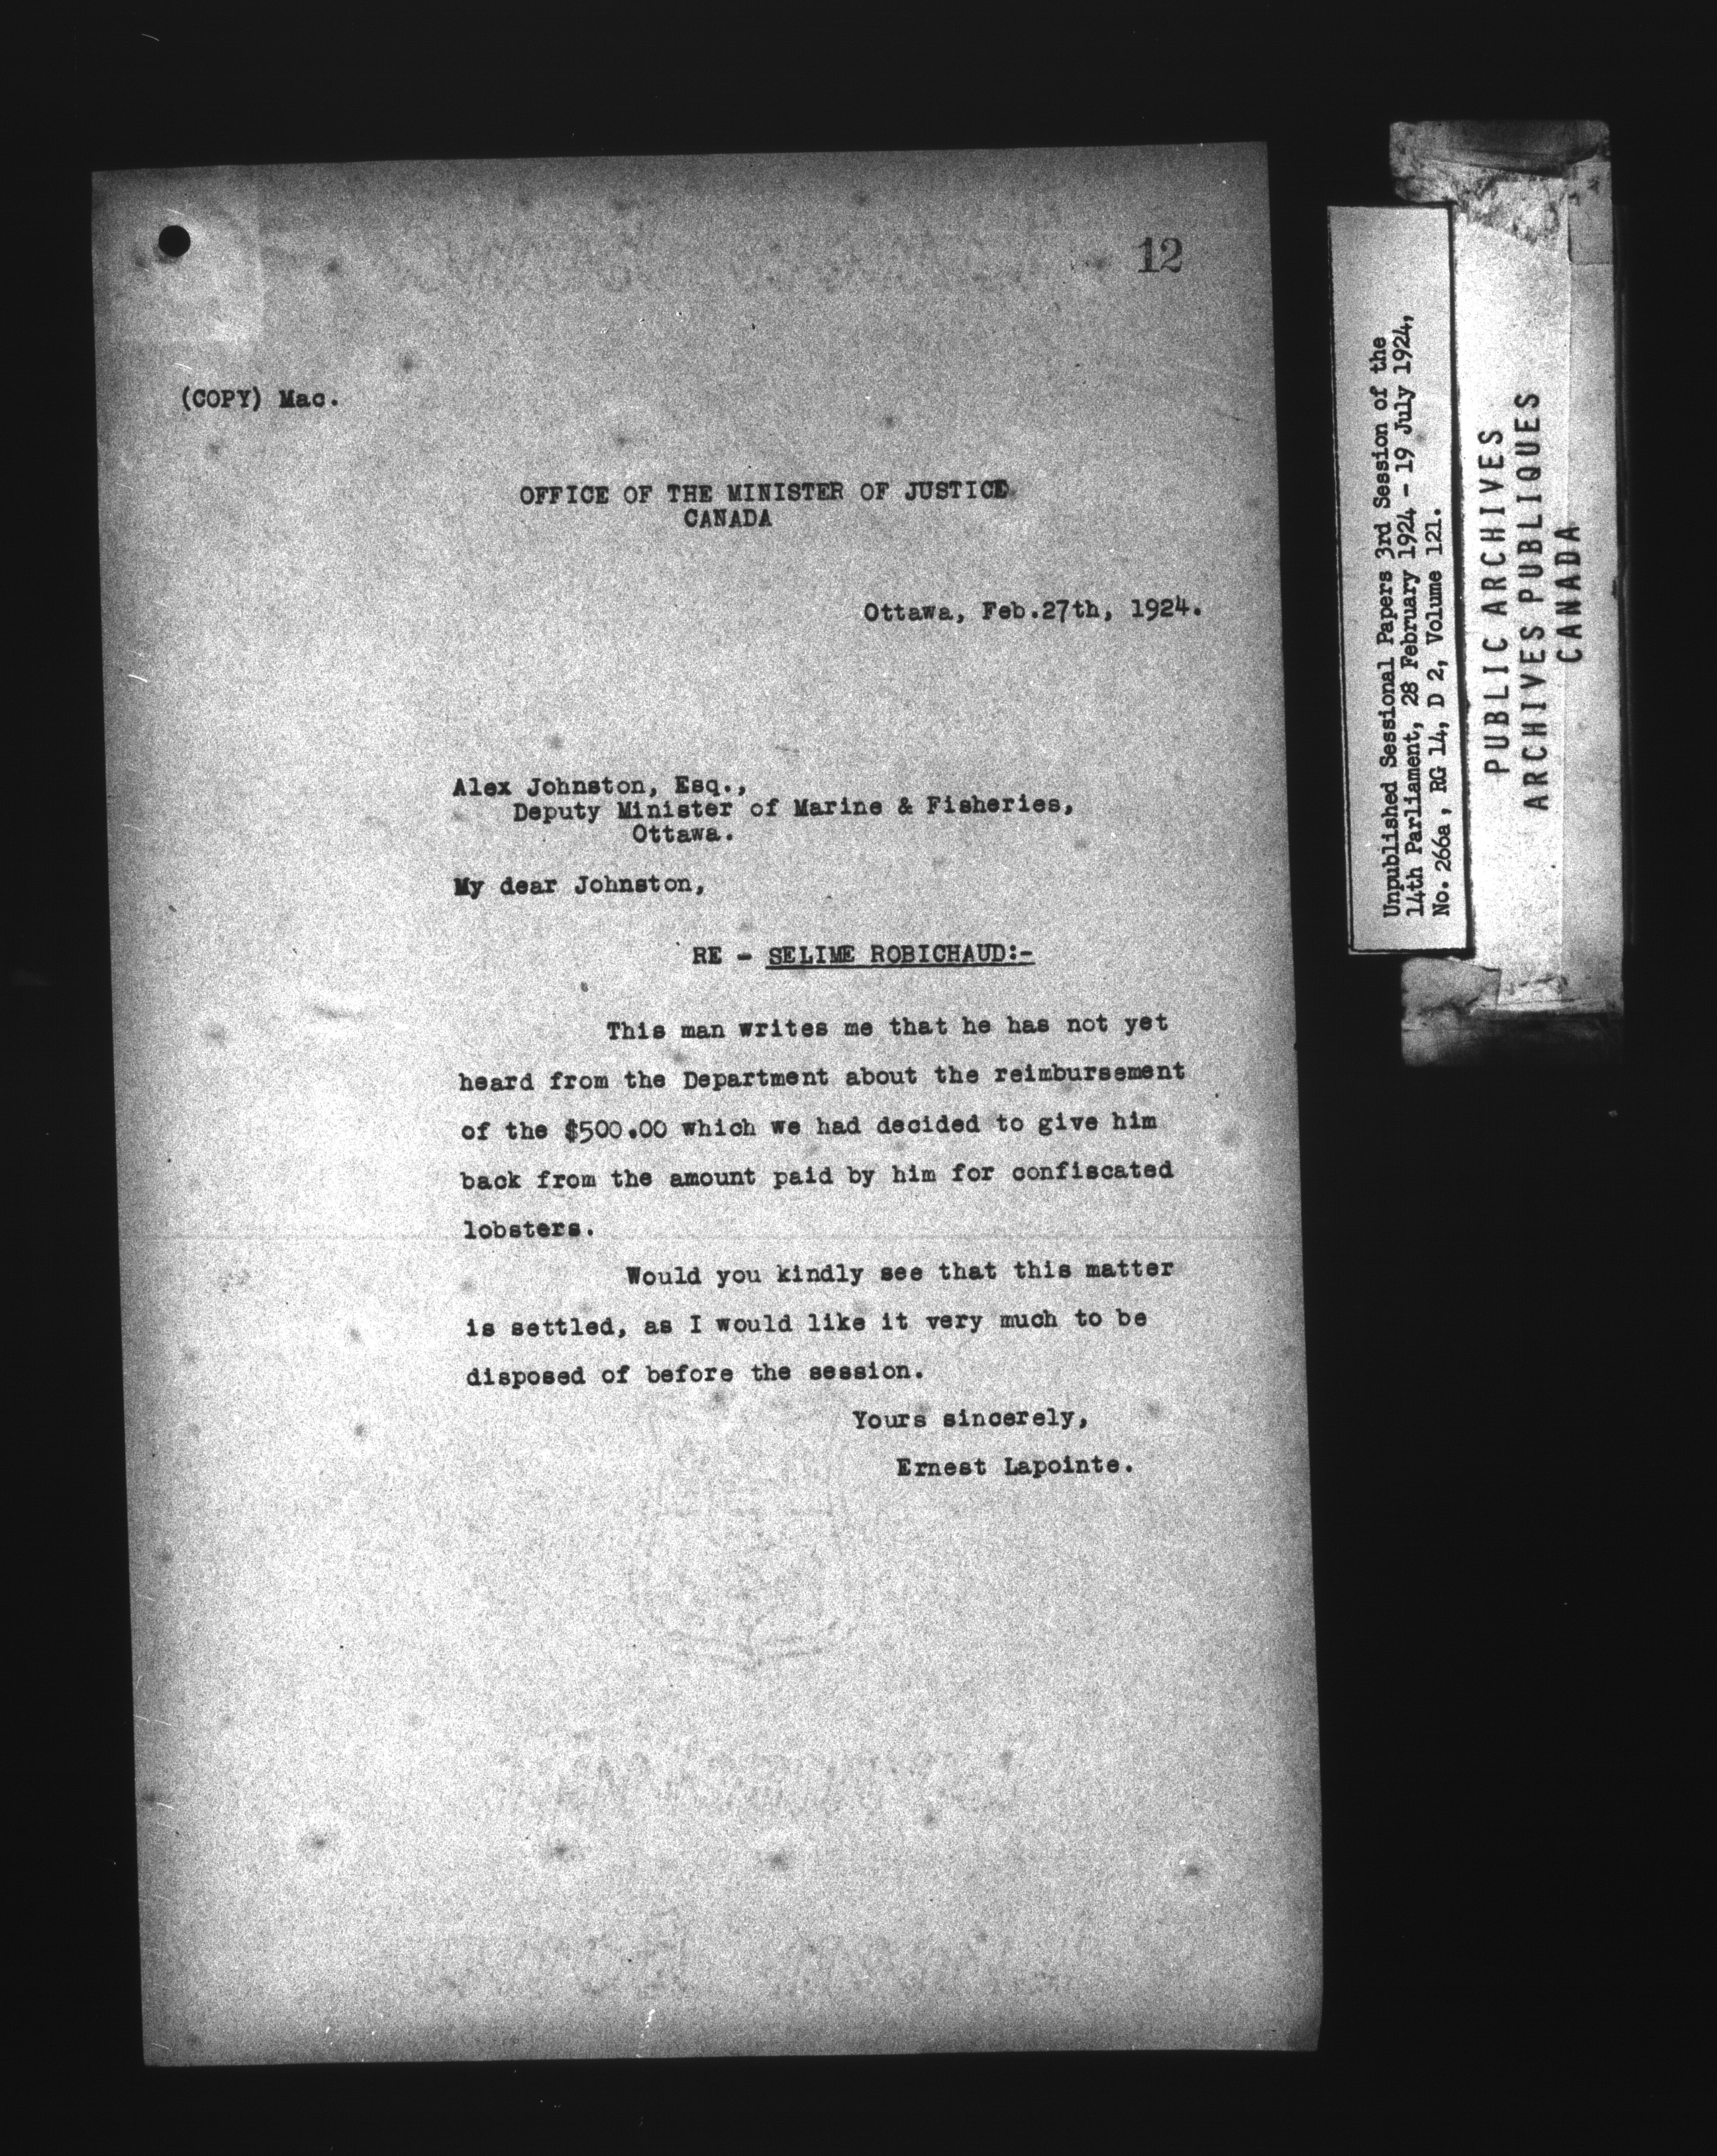 12
(COPY) Mac.
OFFICE OF THE MINISTER OF JUSTICE
CANADA
Ottawa, Feb.27th, 1924.
Alex Johnston, Esq.,
Deputy Minister of Marine & Fisheries,
Ottawa.
My dear Johnston,
RE - SELIME ROBICHAUD:-
This man writes me that he has not yet
heard from the Department about the reimbursement
of the $500.00 which we had decided to give him
back from the amount paid by him for confiscated
lobsters.
Would you kindly see that this matter
is settled, as I would like it very much to be
disposed of before the session.
Yours sincerely,
Ernest Lapointe.
Unpublished Sessional Papers 3rd Session of the
14th Parliament, 28 February 1924 - 19 July 1924,
No. 266a, RG 14, D 2, Volume 121.
PUBLIC ARCHIVES
ARCHIVES PUBLIQUES
CANADA